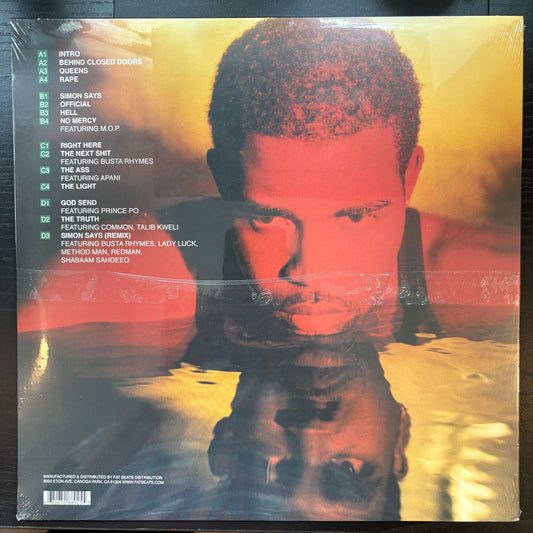 A1 INTRO
A2 BEHIND CLOSED DOORS
A3 QUEENS
A4 RAPE
B1 SIMON SAYS
B2 OFFICIAL
B3 HELL
B4 NO MERCY
FEATURING M.O.P.
C1 RIGHT HERE
C2 THE NEXT SHIT
FEATURING BUSTA RHYMES
C3 THE ASS
FEATURING APANI
C4 THE LIGHT
D1 GOD SEND
FEATURING PRINCE PO
D2 THE TRUTH
FEATURING COMMON, TALIB KWELI
D3 SIMON SAYS (REMIX)
FEATURING BUSTA RHYMES, LADY LUCK,
METHOD MAN, REDMAN,
SHABAAM SAHDEEQ
MANUFACTURED & DISTRIBUTED BY FAT BEATS DISTRIBUTION
ETON AVE. CANOGA PARK, CA 91304 WWW.FATBEATS.COM